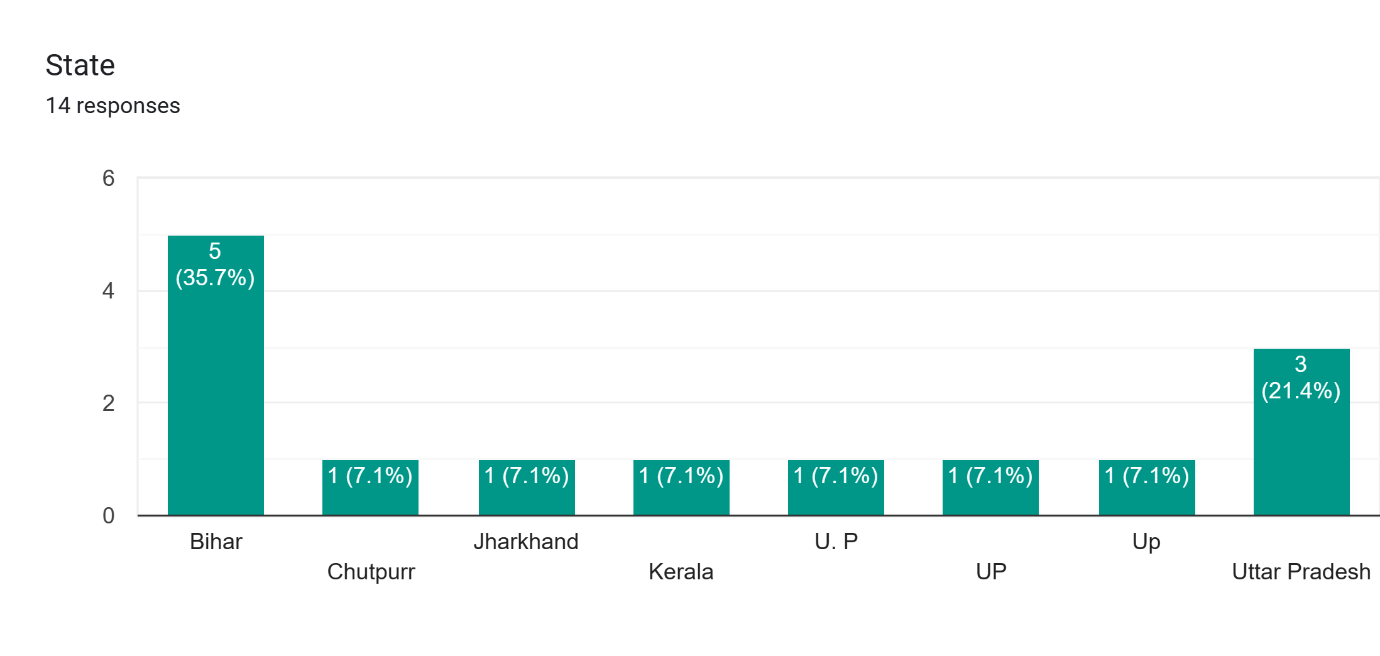 State
14 responses
6
4
2
0
5
(35.7%)
1 (7.1%)
1 (7.1%)
1 (7.1%)
1 (7.1%)
1 (7.1%)
1 (7.1%)
3
(21.4%)
Bihar
Chutpurr
Jharkhand
Kerala
U. P
UP
Up
Uttar Pradesh